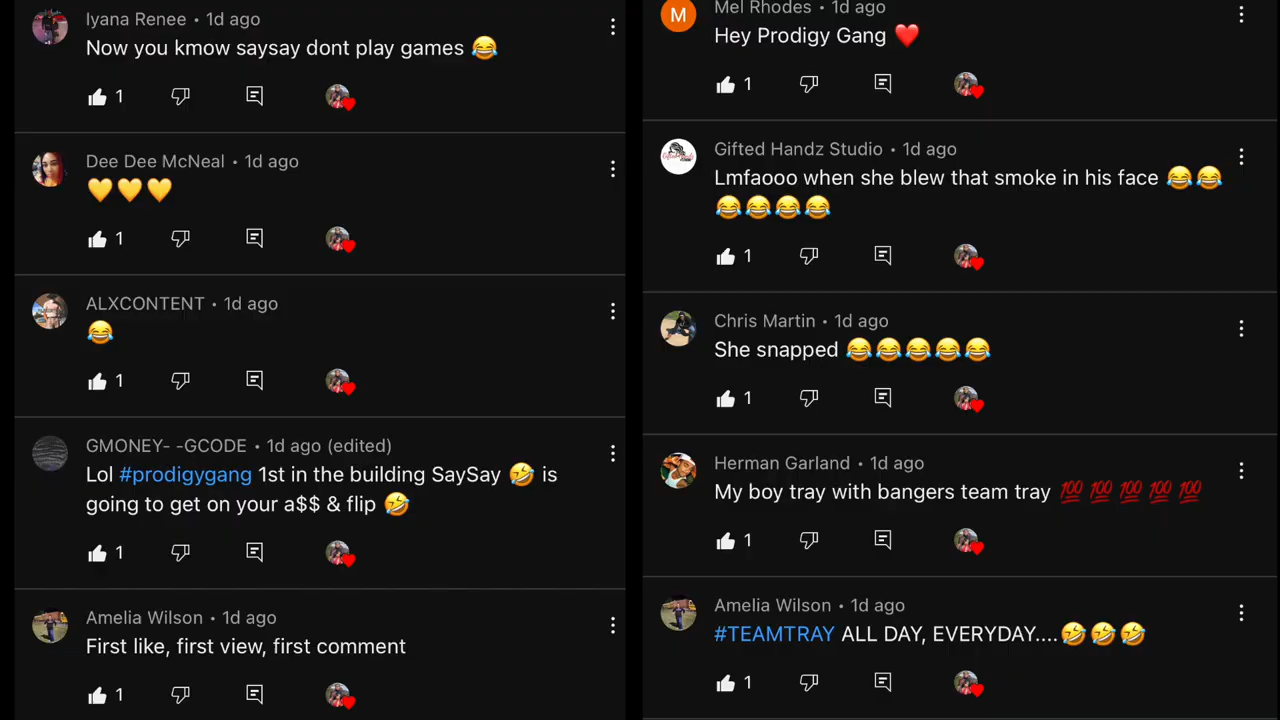 Iyana Renee • 1d ago
Now you kmow saysay dont play games 😂
1
Dee Dee McNeal • 1d ago
💛💛💛
1
ALXCONTENT • 1d ago
😂
1
GMONEY- -GCODE • 1d ago (edited)
Lol #prodigygang 1st in the building SaySay 🤣 is
going to get on your a$$ & flip 🤣
1
Amelia Wilson • 1d ago
First like, first view, first comment
1
M
Mel Rhodes • 1d ago
Hey Prodigy Gang ❤️
1
Gifted Handz Studio • 1d ago
Lmfaooo when she blew that smoke in his face 😂😂
😂😂😂😂
1
Chris Martin • 1d ago
She snapped 😂😂😂😂😂
1
Herman Garland • 1d ago
My boy tray with bangers team tray 💯💯💯💯💯
1
Amelia Wilson • 1d ago
#TEAMTRAY ALL DAY, EVERYDAY....🤣🤣🤣
1